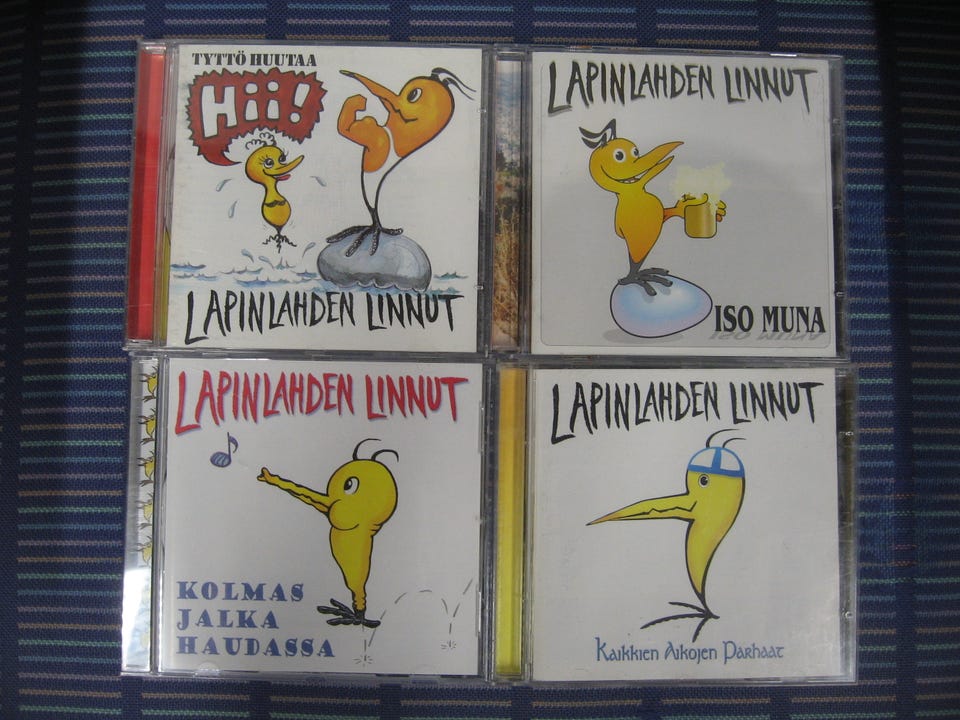 TYTTÖ HUUTAA
Hii!
LAPINLAHDEN LINNUT
LAPINLAHDEN LINNUT
ISO MUNA
LAPINLAHDEN LINNUT
KOLMAS
JALKA
HAUDASSA
LAPINLAHDEN LINNUT
Kaikkien Aikojen Parhaat